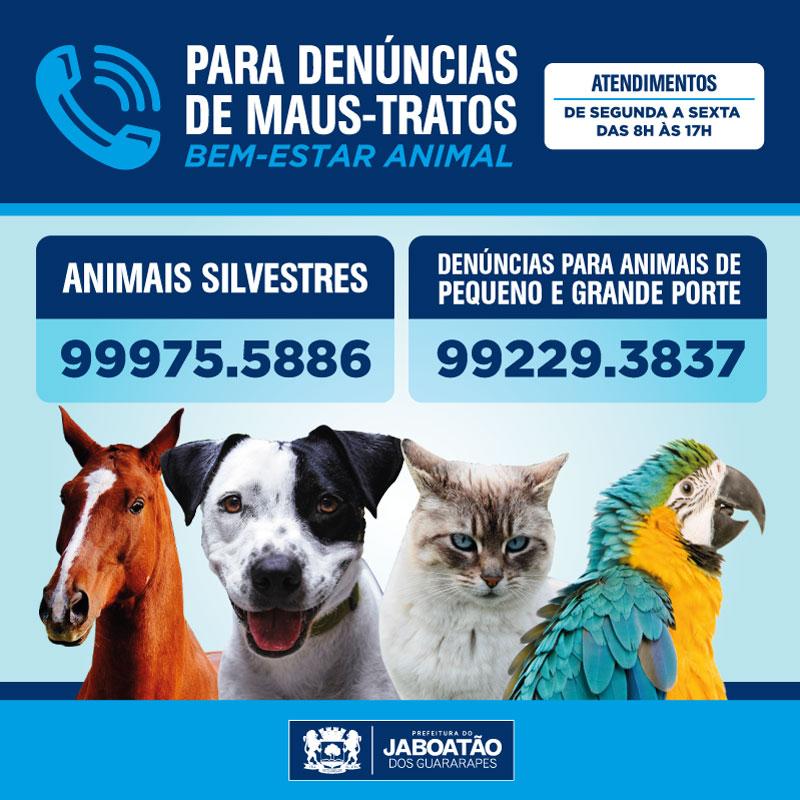 PARA DENÚNCIAS
DE MAUS-TRATOS
BEM-ESTAR ANIMAL
ATENDIMENTOS
DE SEGUNDA A SEXTA
DAS 8H ÀS 17H
ANIMAIS SILVESTRES
99975.5886
DENÚNCIAS PARA ANIMAIS DE
PEQUENO E GRANDE PORTE
99229.3837
PREFEITURA DO
JABOATÃO
DOS GUARARAPES